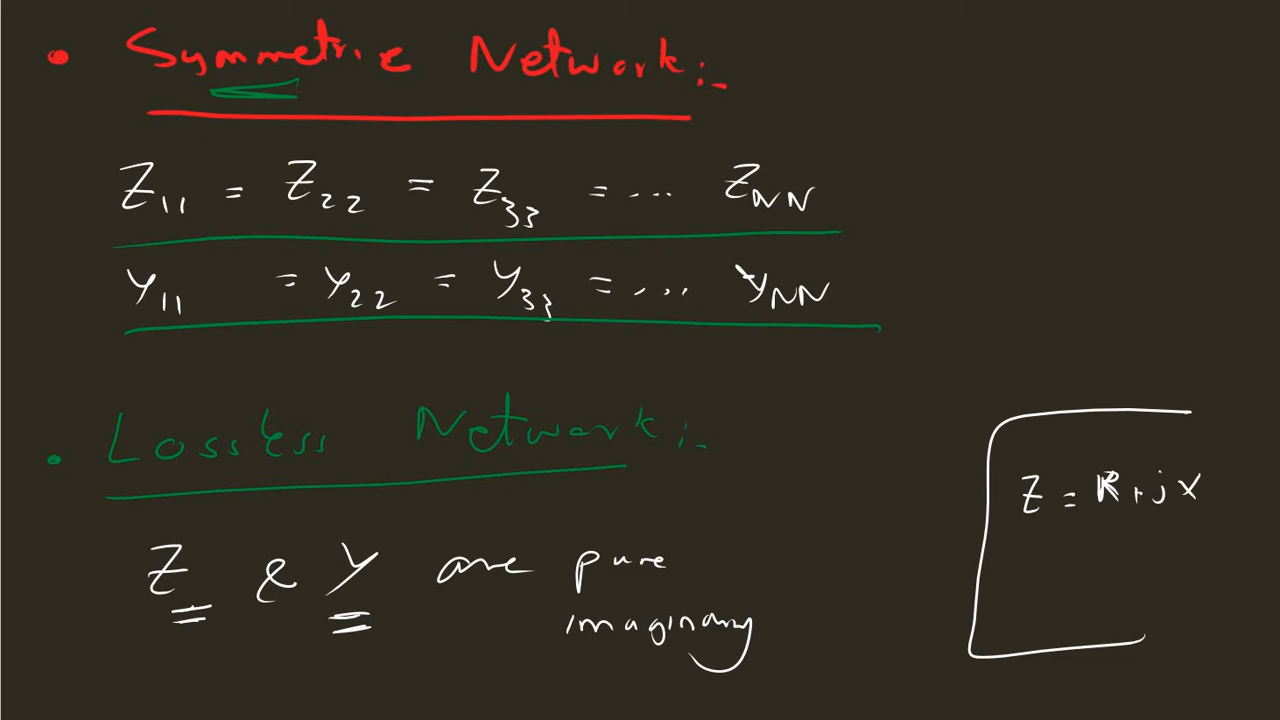 • Symmetric Network:-
Z11 = Z22 = Z33 = ... ZNN
Y11 = Y22 = Y33 = ... YNN
• Lossless Network:-
Z & Y are pure
imaginary
Z = R+jX